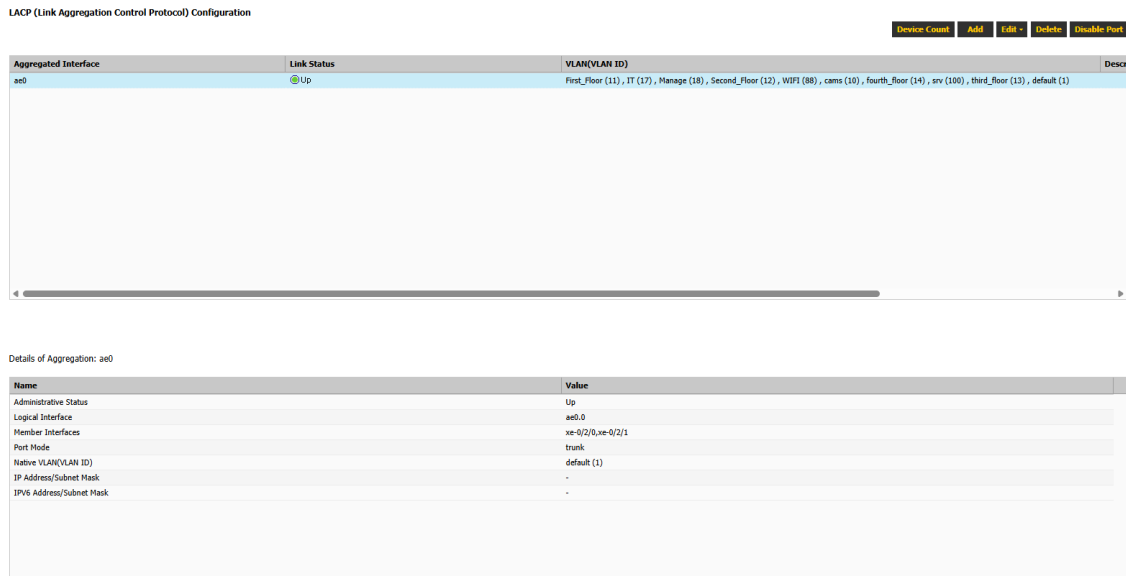 LACP (Link Aggregation Control Protocol) Configuration
Device Count Add Edit Delete Disable Port
Aggregated Interface Link Status VLAN(VLAN ID) Descr
ae0 Up First_Floor (11) , IT (17) , Manage (18) , Second_Floor (12) , WIFI (88) , cams (10) , fourth_floor (14) , srv (100) , third_floor (13) , default (1)
Details of Aggregation: ae0
Name Value
Administrative Status Up
Logical Interface ae0.0
Member Interfaces xe-0/2/0,xe-0/2/1
Port Mode trunk
Native VLAN(VLAN ID) default (1)
IP Address/Subnet Mask -
IPV6 Address/Subnet Mask -